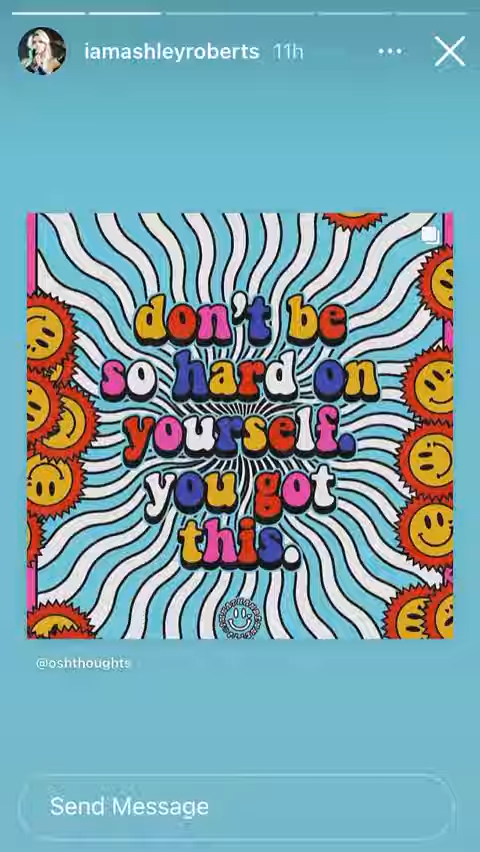 iamashleyroberts 11h
don't be
so hard on
yourself.
you got
this.
@oshthoughts
Send Message